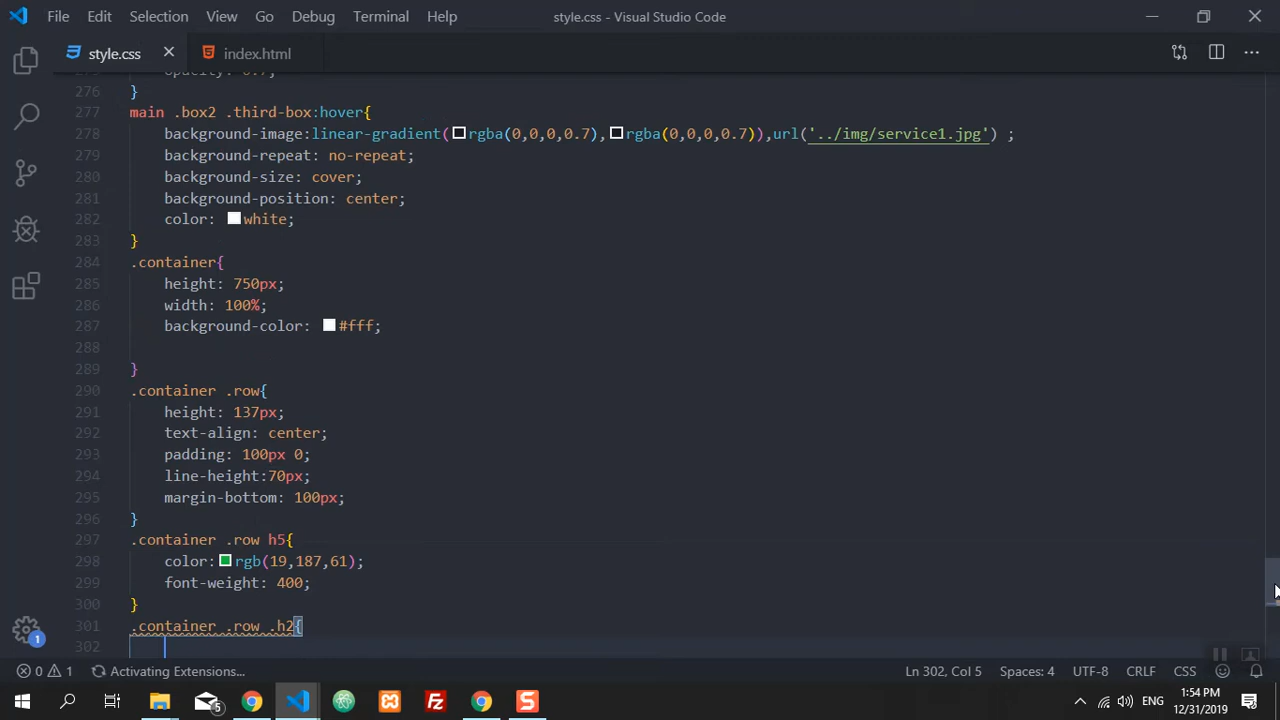 File Edit Selection View Go Debug Terminal Help style.css - Visual Studio Code
style.css index.html
275 opacity: 0.7;
276 }
277 main .box2 .third-box:hover{
278 background-image:linear-gradient(rgba(0,0,0,0.7),rgba(0,0,0,0.7)),url('../img/service1.jpg') ;
279 background-repeat: no-repeat;
280 background-size: cover;
281 background-position: center;
282 color: white;
283 }
284 .container{
285 height: 750px;
286 width: 100%;
287 background-color: #fff;
288
289 }
290 .container .row{
291 height: 137px;
292 text-align: center;
293 padding: 100px 0;
294 line-height:70px;
295 margin-bottom: 100px;
296 }
297 .container .row h5{
298 color:rgb(19,187,61);
299 font-weight: 400;
300 }
301 .container .row .h2{
302
1
0 1 Activating Extensions... Ln 302, Col 5 Spaces: 4 UTF-8 CRLF CSS
5 Fz S ENG 1:54 PM
12/31/2019